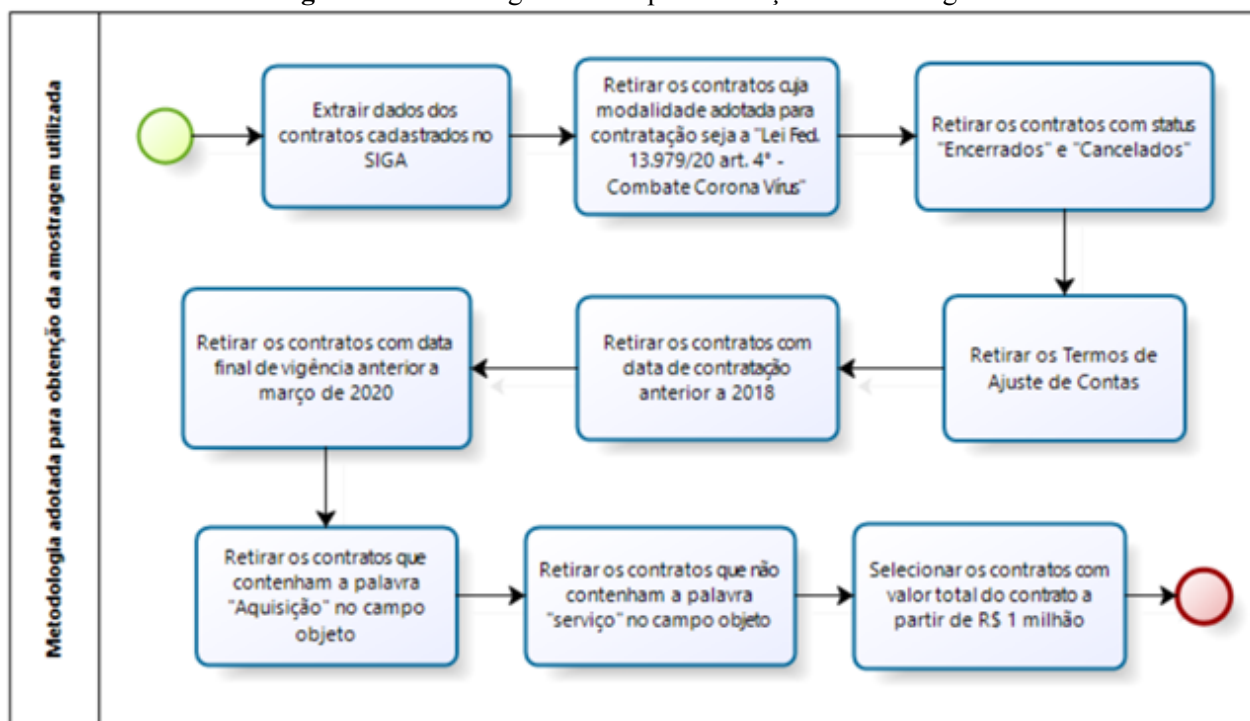 Metodologia adotada para obtenção da amostragem utilizada
Extrair dados dos
contratos cadastrados no
SIGA
Retirar os contratos cuja
modalidade adotada para
contratação seja a "Lei Fed.
13.979/20 art. 4° -
Combate Corona Vírus"
Retirar os contratos com status
"Encerrados" e "Cancelados"
Retirar os Termos de
Ajuste de Contas
Retirar os contratos com
data de contratação
anterior a 2018
Retirar os contratos com data
final de vigência anterior a
março de 2020
Retirar os contratos que
contenham a palavra
"Aquisição" no campo
objeto
Retirar os contratos que não
contenham a palavra
"serviço" no campo objeto
Selecionar os contratos com
valor total do contrato a
partir de R$ 1 milhão